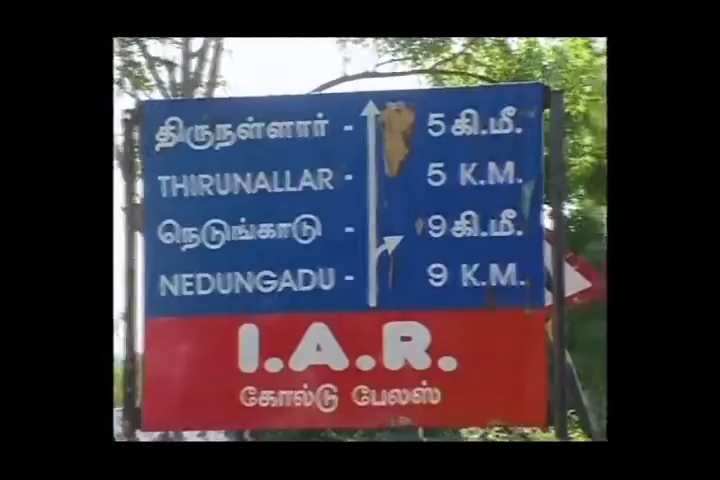 திருநள்ளார் - 5 கி.மீ.
THIRUNALLAR - 5 K.M.
நெடுங்காடு - 9 கி.மீ.
NEDUNGADU - 9 K.M.
I.A.R.
கோல்டு பேலஸ்